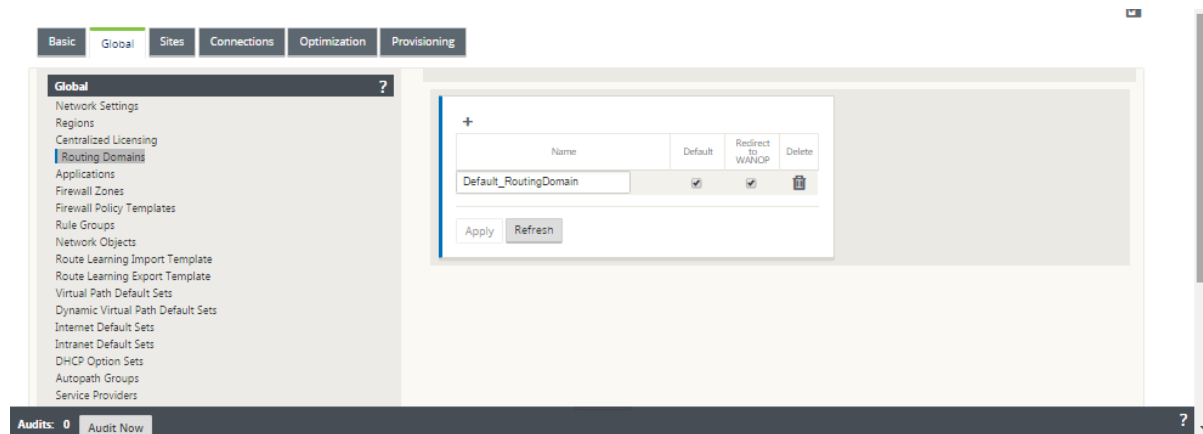 Basic Global Sites Connections Optimization Provisioning
Global ?
Network Settings
Regions
Centralized Licensing
Routing Domains
Applications
Firewall Zones
Firewall Policy Templates
Rule Groups
Network Objects
Route Learning Import Template
Route Learning Export Template
Virtual Path Default Sets
Dynamic Virtual Path Default Sets
Internet Default Sets
Intranet Default Sets
DHCP Option Sets
Autopath Groups
Service Providers
+
Name Default Redirect to WANOP Delete
Default_RoutingDomain
Apply Refresh
Audits: 0 Audit Now ?